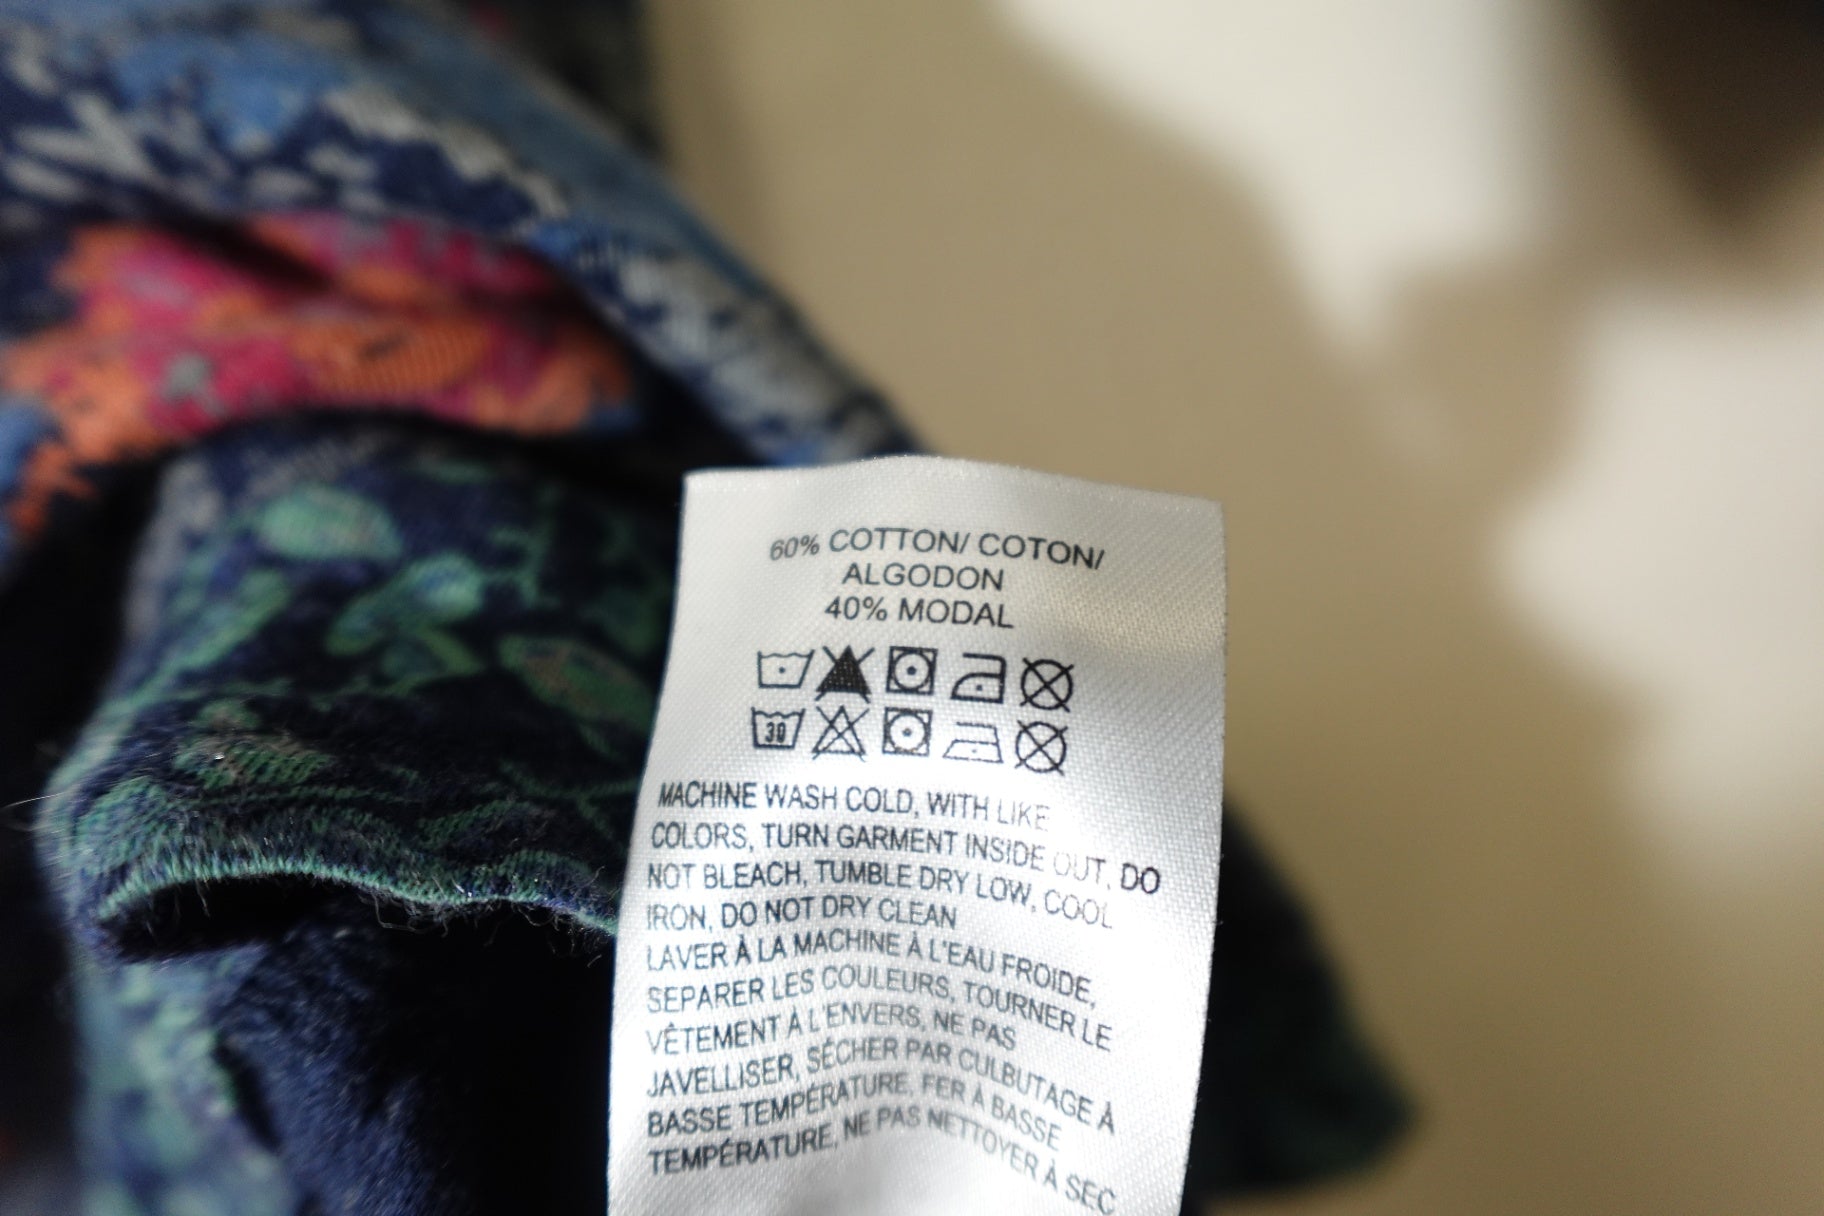 60% COTTON/ COTON/
ALGODON
40% MODAL
30
MACHINE WASH COLD, WITH LIKE
COLORS, TURN GARMENT INSIDE OUT, DO
NOT BLEACH, TUMBLE DRY LOW, COOL
IRON, DO NOT DRY CLEAN
LAVER À LA MACHINE À L'EAU FROIDE,
SEPARER LES COULEURS, TOURNER LE
VÊTEMENT À L'ENVERS, NE PAS
JAVELLISER, SÉCHER PAR CULBUTAGE À
BASSE TEMPÉRATURE, FER À BASSE
TEMPÉRATURE, NE PAS NETTOYER À SEC